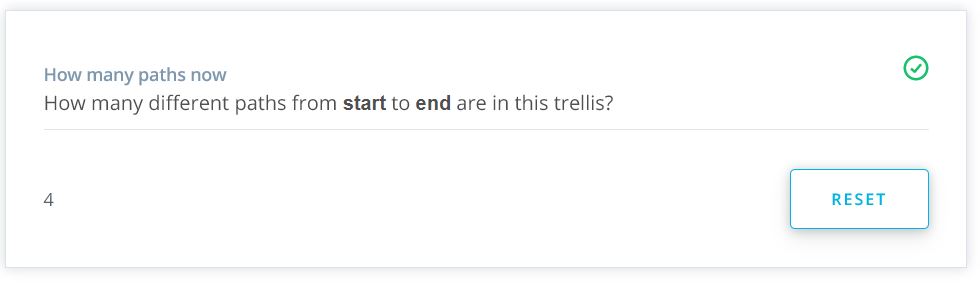 How many paths now
How many different paths from start to end are in this trellis?
4
RESET